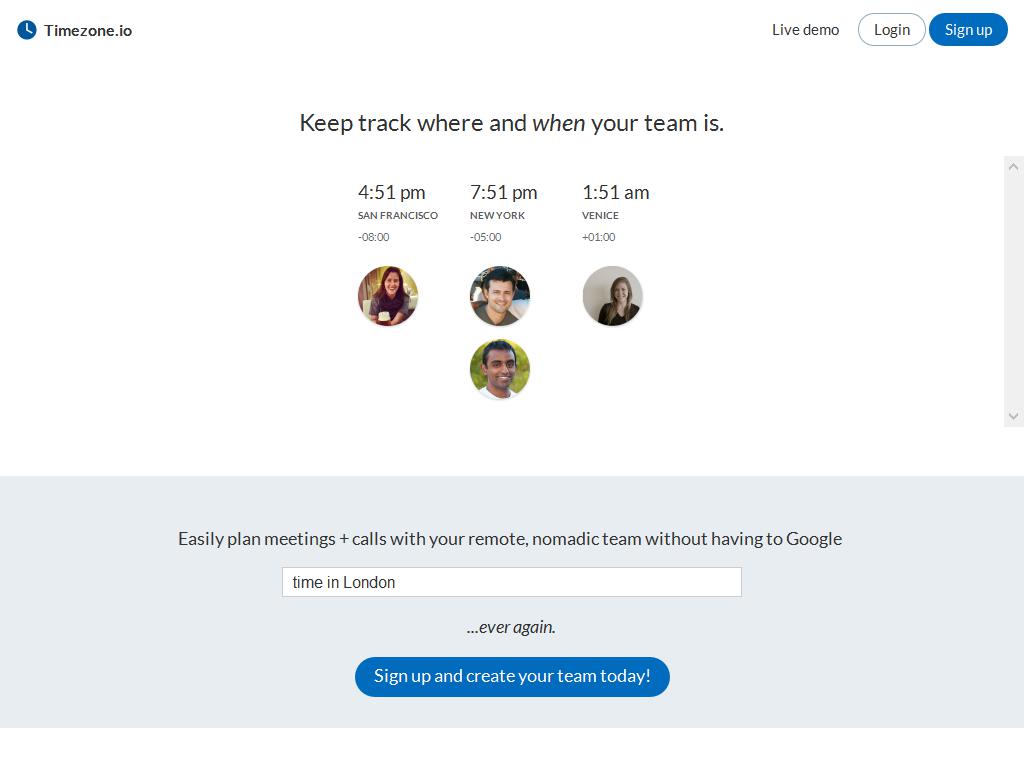 Timezone.io
Live demo
Login
Sign up
Keep track where and when your team is.
4:51 pm
SAN FRANCISCO
-08:00
7:51 pm
NEW YORK
-05:00
1:51 am
VENICE
+01:00
Easily plan meetings + calls with your remote, nomadic team without having to Google
time in London
...ever again.
Sign up and create your team today!